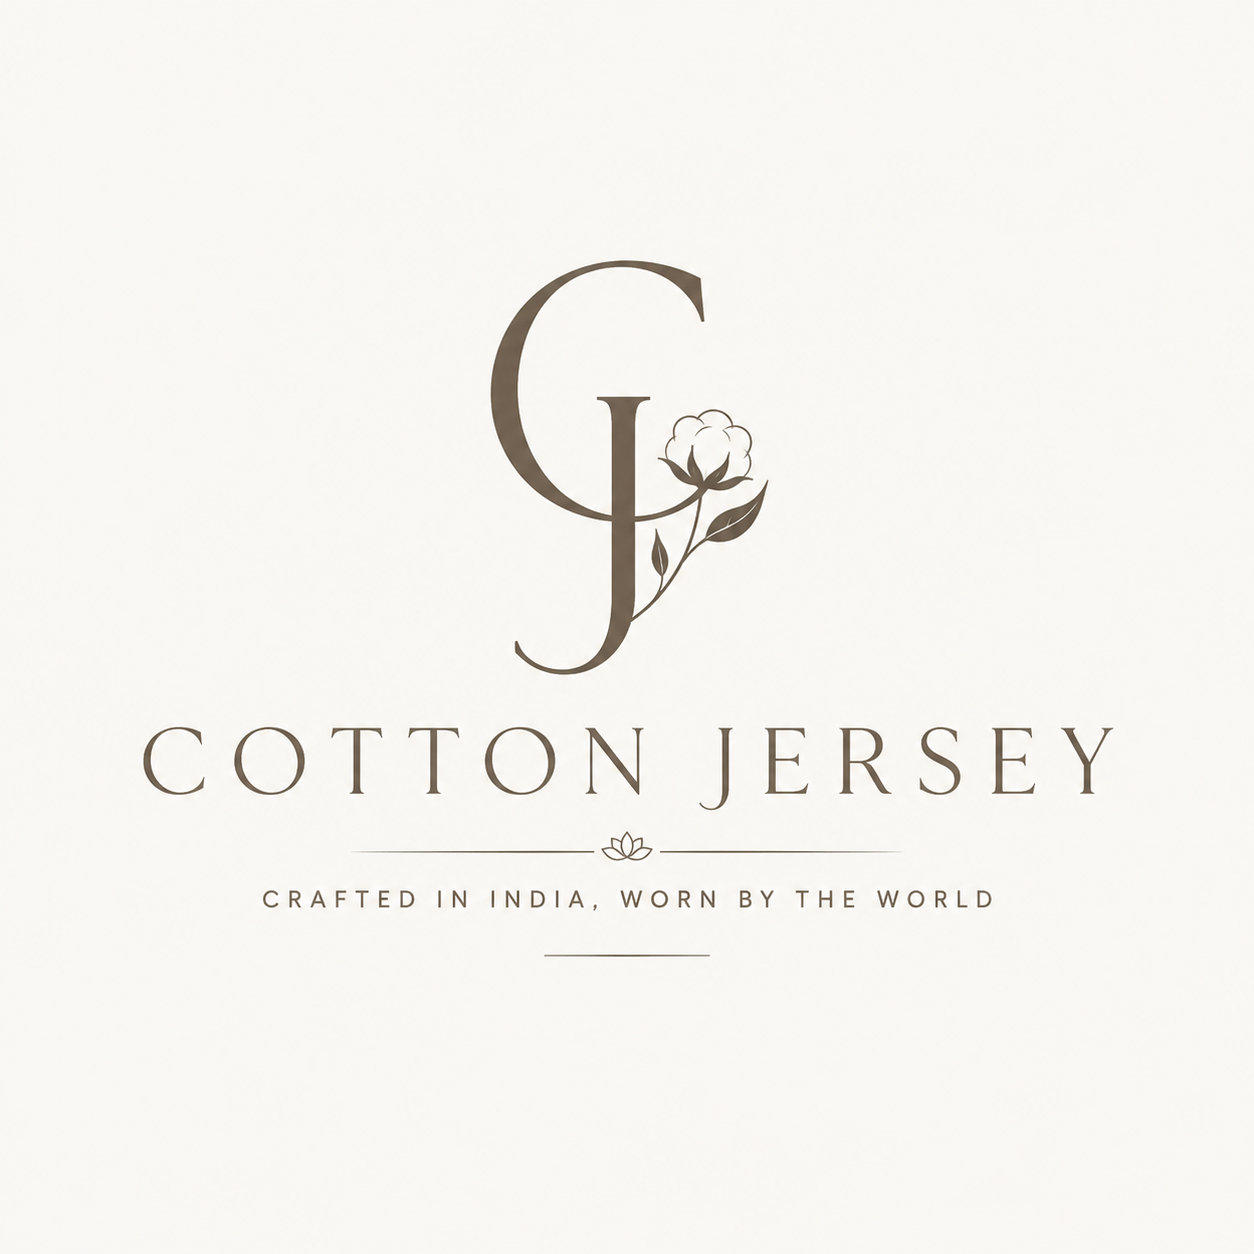 CJ
COTTON JERSEY
CRAFTED IN INDIA, WORN BY THE WORLD